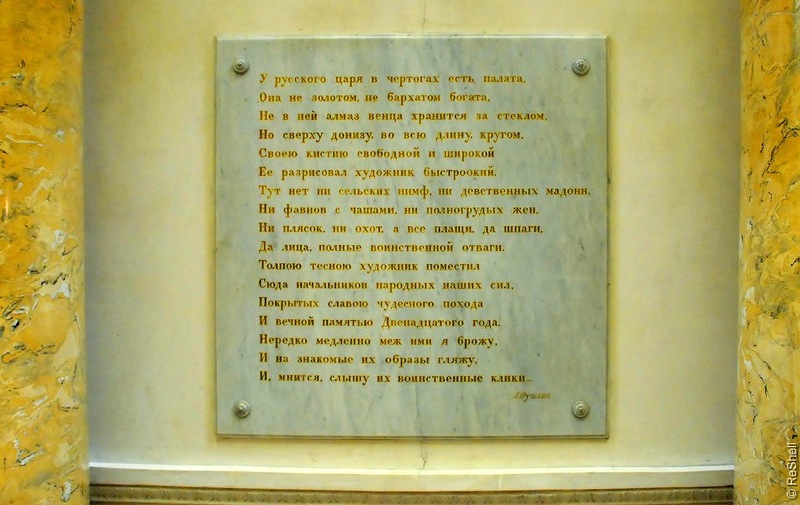 У русского царя в чертогах есть палата,
Она не золотом, не бархатом богата,
Не в ней алмаз венца хранится за стеклом,
Но сверху донизу, во всю длину, кругом,
Своею кистию свободной и широкой
Ее разрисовал художник быстроокий.
Тут нет ни сельских нимф, ни девственных мадонн,
Ни фавнов с чашами, ни полногрудых жен,
Ни плясок, ни охот, а все плащи, да шпаги,
Да лица, полные воинственной отваги.
Толпою тесною художник поместил
Сюда начальников народных наших сил,
Покрытых славою чудесного похода
И вечной памятью Двенадцатого года.
Нередко медленно меж ими я брожу,
И на знакомые их образы гляжу,
И, мнится, слышу их воинственные клики...
А.Пушкин
© ReShell